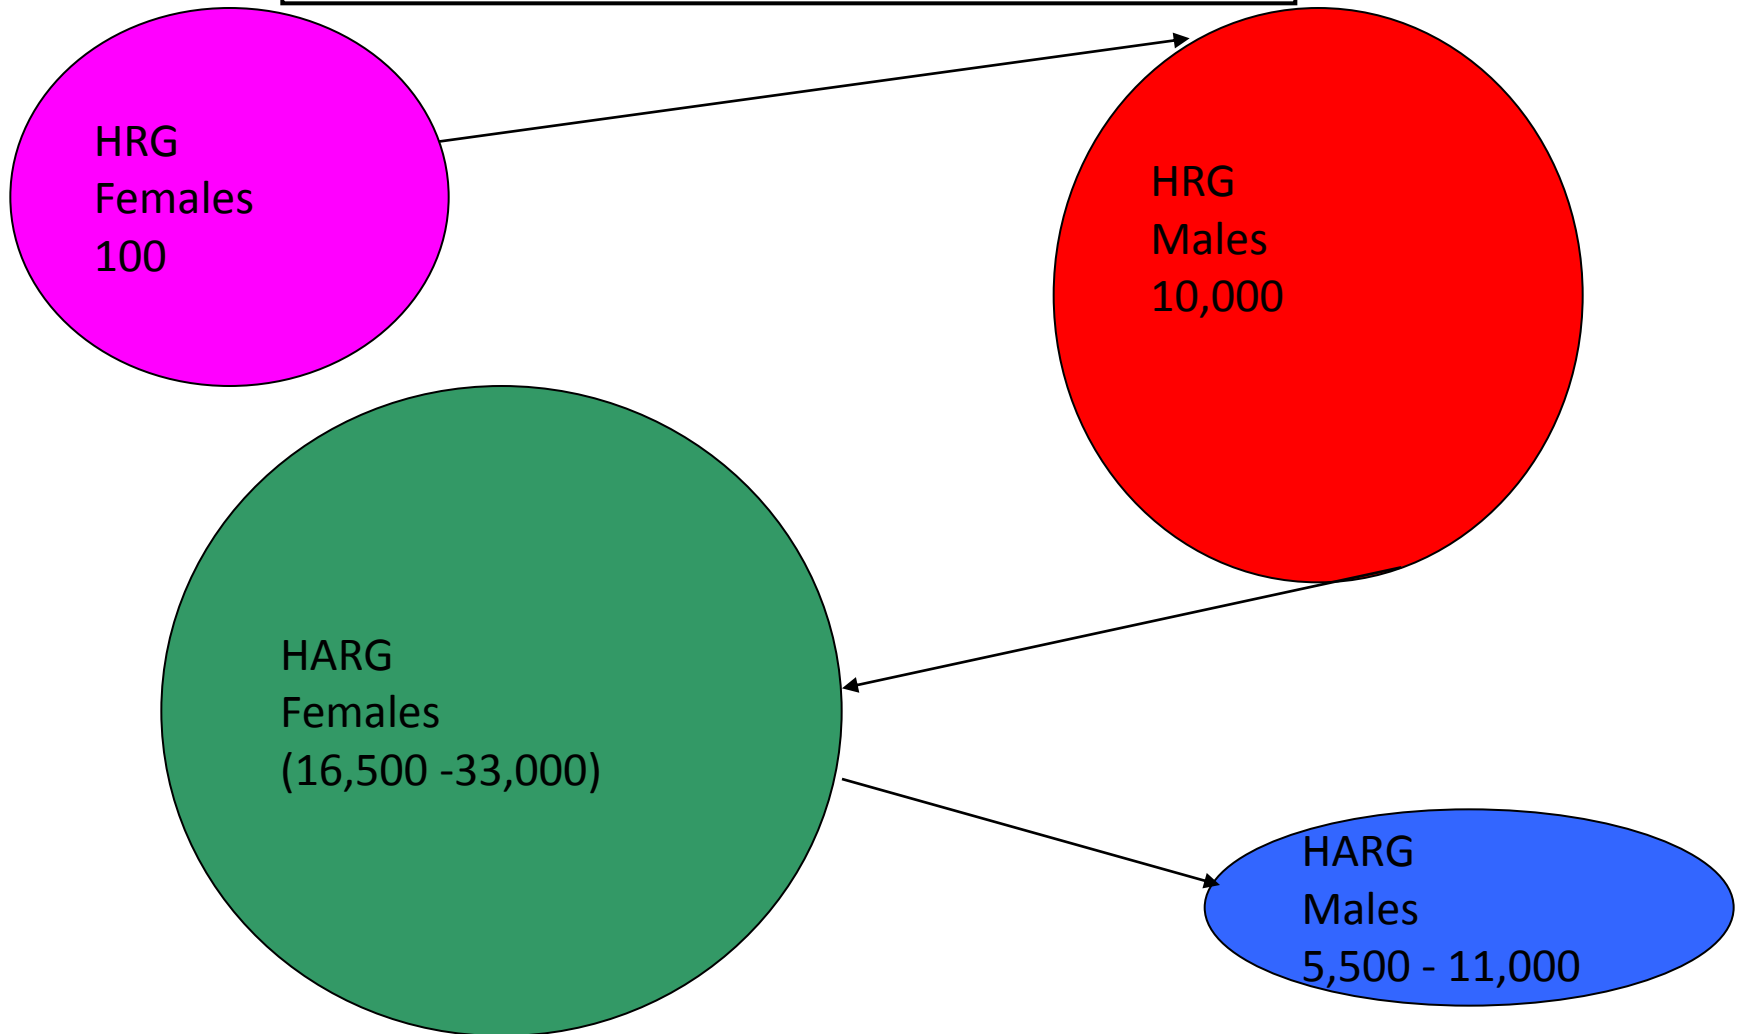 HRG
Females
100
HRG
Males
10,000
HARG
Females
(16,500 -33,000)
HARG
Males
5,500 - 11,000